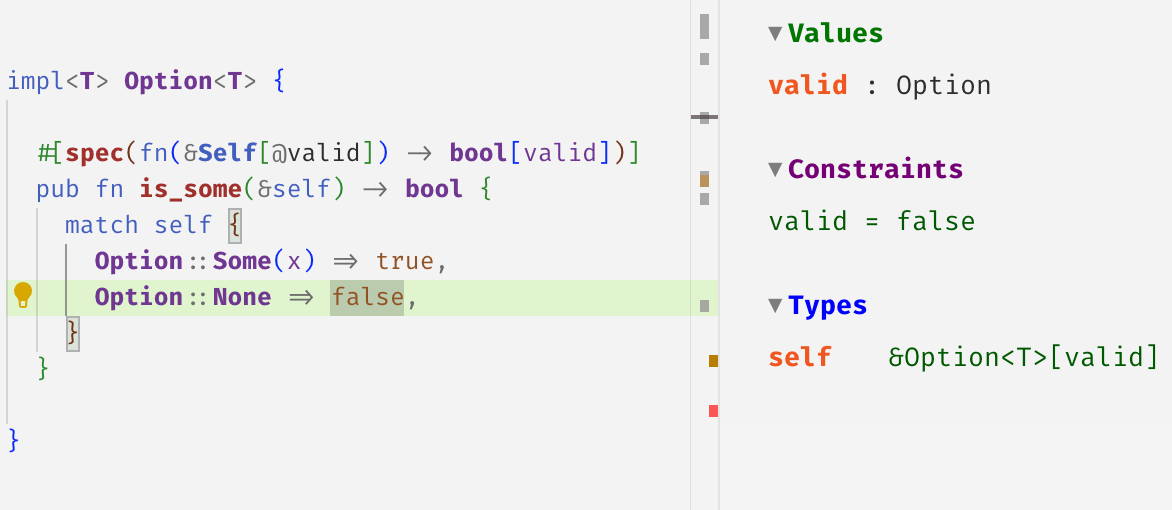 impl<T> Option<T> {
#[spec(fn(&Self[@valid]) -> bool[valid])]
pub fn is_some(&self) -> bool {
match self {
Option::Some(x) => true,
Option::None => false,
}
}
}
▼Values
valid : Option
▼Constraints
valid = false
▼Types
self &Option<T>[valid]